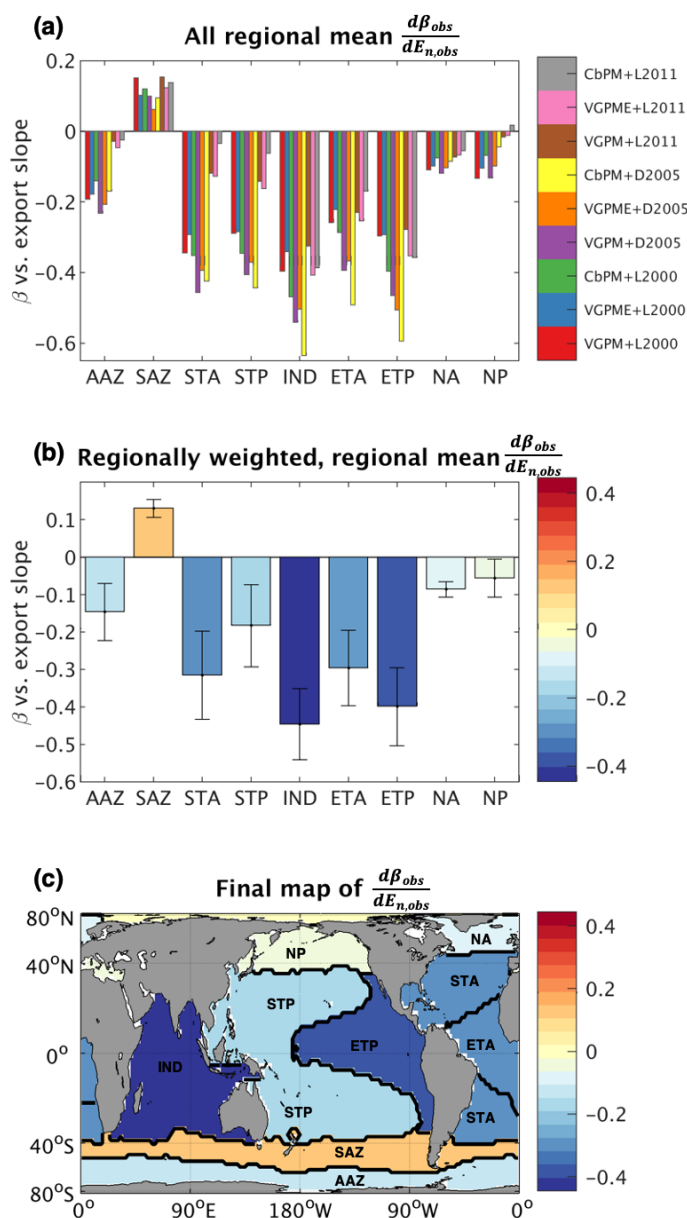 (a)
All regional mean dβobs/dEn,obs
β vs. export slope
0.2
0
-0.2
-0.4
-0.6
AAZ SAZ STA STP IND ETA ETP NA NP
CbPM+L2011
VGPME+L2011
VGPM+L2011
CbPM+D2005
VGPME+D2005
VGPM+D2005
CbPM+L2000
VGPME+L2000
VGPM+L2000
(b)
Regionally weighted, regional mean dβobs/dEn,obs
β vs. export slope
0.1
0
-0.1
-0.2
-0.3
-0.4
-0.5
-0.6
AAZ SAZ STA STP IND ETA ETP NA NP
0.4
0.2
0
-0.2
-0.4
(c)
Final map of dβobs/dEn,obs
80°N
40°N
0°
40°S
80°S
0° 90°E 180°W 90°W 0°
NP
NA
STP
STA
IND
ETP
ETA
STP
STA
SAZ
AAZ
0.4
0.2
0
-0.2
-0.4